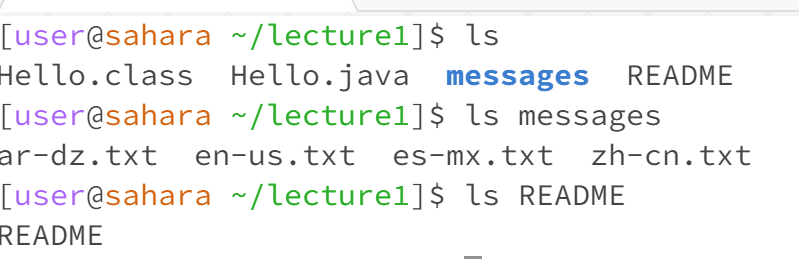 [user@sahara ~/lecture1]$ ls
Hello.class  Hello.java  messages  README
[user@sahara ~/lecture1]$ ls messages
ar-dz.txt  en-us.txt  es-mx.txt  zh-cn.txt
[user@sahara ~/lecture1]$ ls README
README